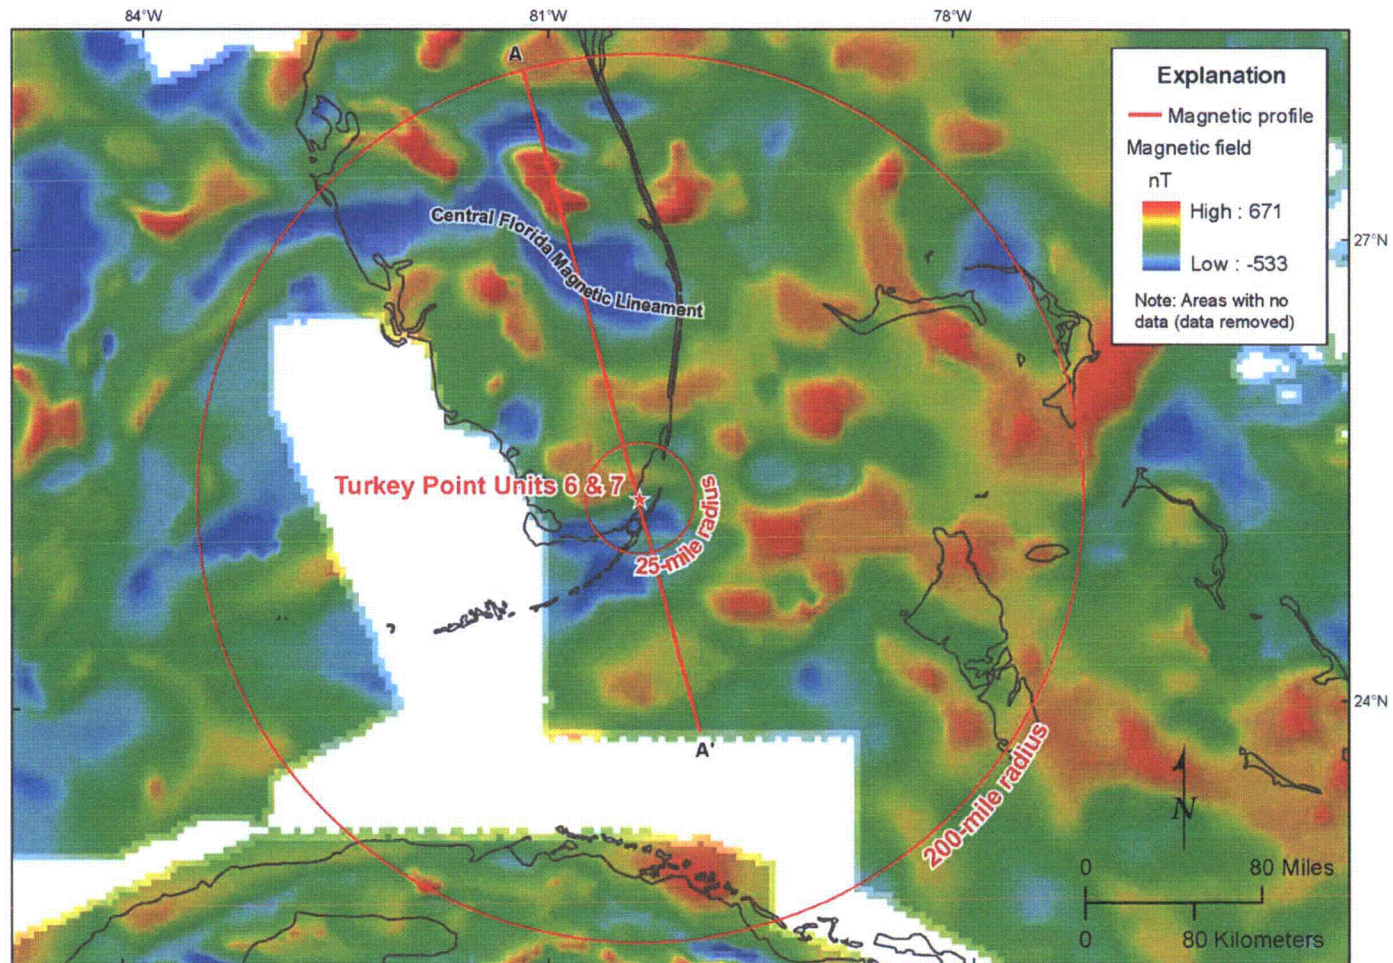 84°W
81°W
78°W
A
Explanation
Magnetic profile
Magnetic field
nT
High : 671
Low : -533
Note: Areas with no
data (data removed)
27°N
Central Florida Magnetic Lineament
Turkey Point Units 6 & 7
25-mile radius
24°N
A'
200-mile radius
N
0 80 Miles
0 80 Kilometers